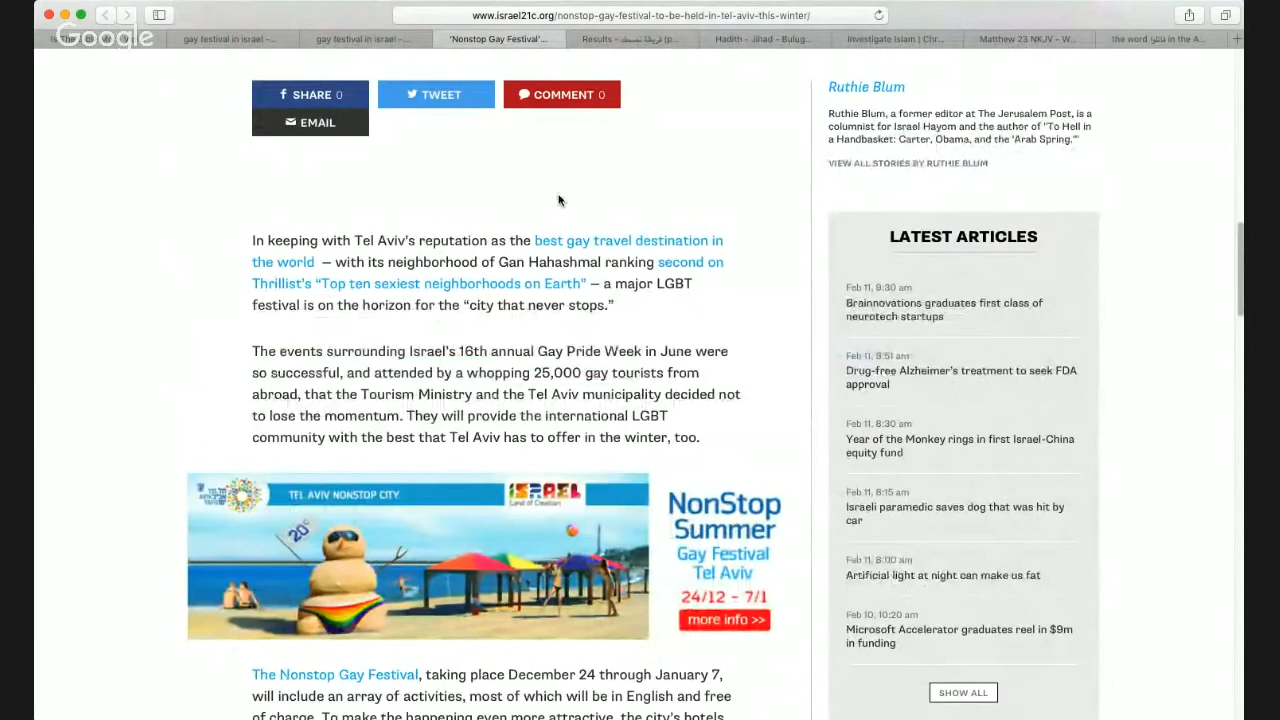 www.israel21c.org/nonstop-gay-festival-to-be-held-in-tel-aviv-this-winter/
Google
gay festival in israel –...
gay festival in israel –...
'Nonstop Gay Festival'...
Hadith – Jihad – Bulug...
Investigate Islam | Chr...
Matthew 23 NKJV – W...
SHARE 0
TWEET
COMMENT 0
EMAIL
In keeping with Tel Aviv's reputation as the best gay travel destination in
the world — with its neighborhood of Gan Hahashmal ranking second on
Thrillist's "Top ten sexiest neighborhoods on Earth" — a major LGBT
festival is on the horizon for the "city that never stops."
The events surrounding Israel's 16th annual Gay Pride Week in June were
so successful, and attended by a whopping 25,000 gay tourists from
abroad, that the Tourism Ministry and the Tel Aviv municipality decided not
to lose the momentum. They will provide the international LGBT
community with the best that Tel Aviv has to offer in the winter, too.
TEL AVIV NONSTOP CITY
ISRAEL
Land of Creation
20°
NonStop
Summer
Gay Festival
Tel Aviv
24/12 – 7/1
more info >>
The Nonstop Gay Festival, taking place December 24 through January 7,
will include an array of activities, most of which will be in English and free
of charge. To make the happening even more attractive, the city's hotels
Ruthie Blum
Ruthie Blum, a former editor at The Jerusalem Post, is a
columnist for Israel Hayom and the author of "To Hell in
a Handbasket: Carter, Obama, and the 'Arab Spring.'"
VIEW ALL STORIES BY RUTHIE BLUM
LATEST ARTICLES
Feb 11, 9:30 am
Brainnovations graduates first class of
neurotech startups
Feb 11, 8:51 am
Drug-free Alzheimer's treatment to seek FDA
approval
Feb 11, 8:30 am
Year of the Monkey rings in first Israel-China
equity fund
Feb 11, 8:15 am
Israeli paramedic saves dog that was hit by
car
Feb 11, 8:00 am
Artificial light at night can make us fat
Feb 10, 10:20 am
Microsoft Accelerator graduates reel in $9m
in funding
SHOW ALL